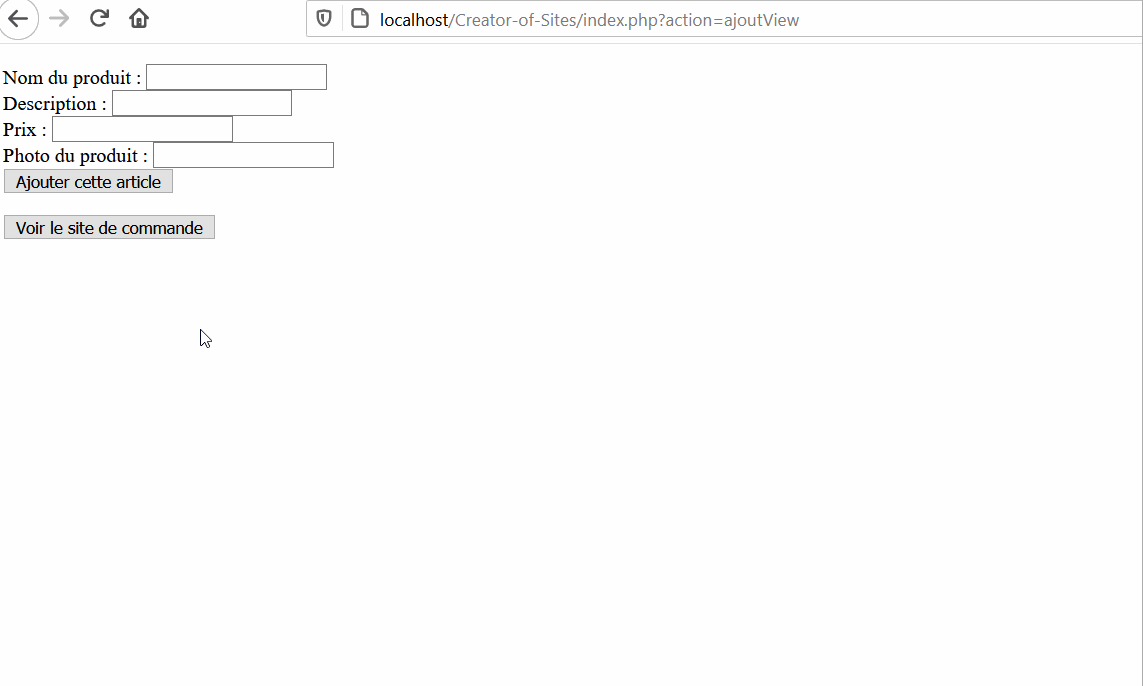 localhost/Creator-of-Sites/index.php?action=ajoutView
Nom du produit :
Description :
Prix :
Photo du produit :
Ajouter cette article
Voir le site de commande